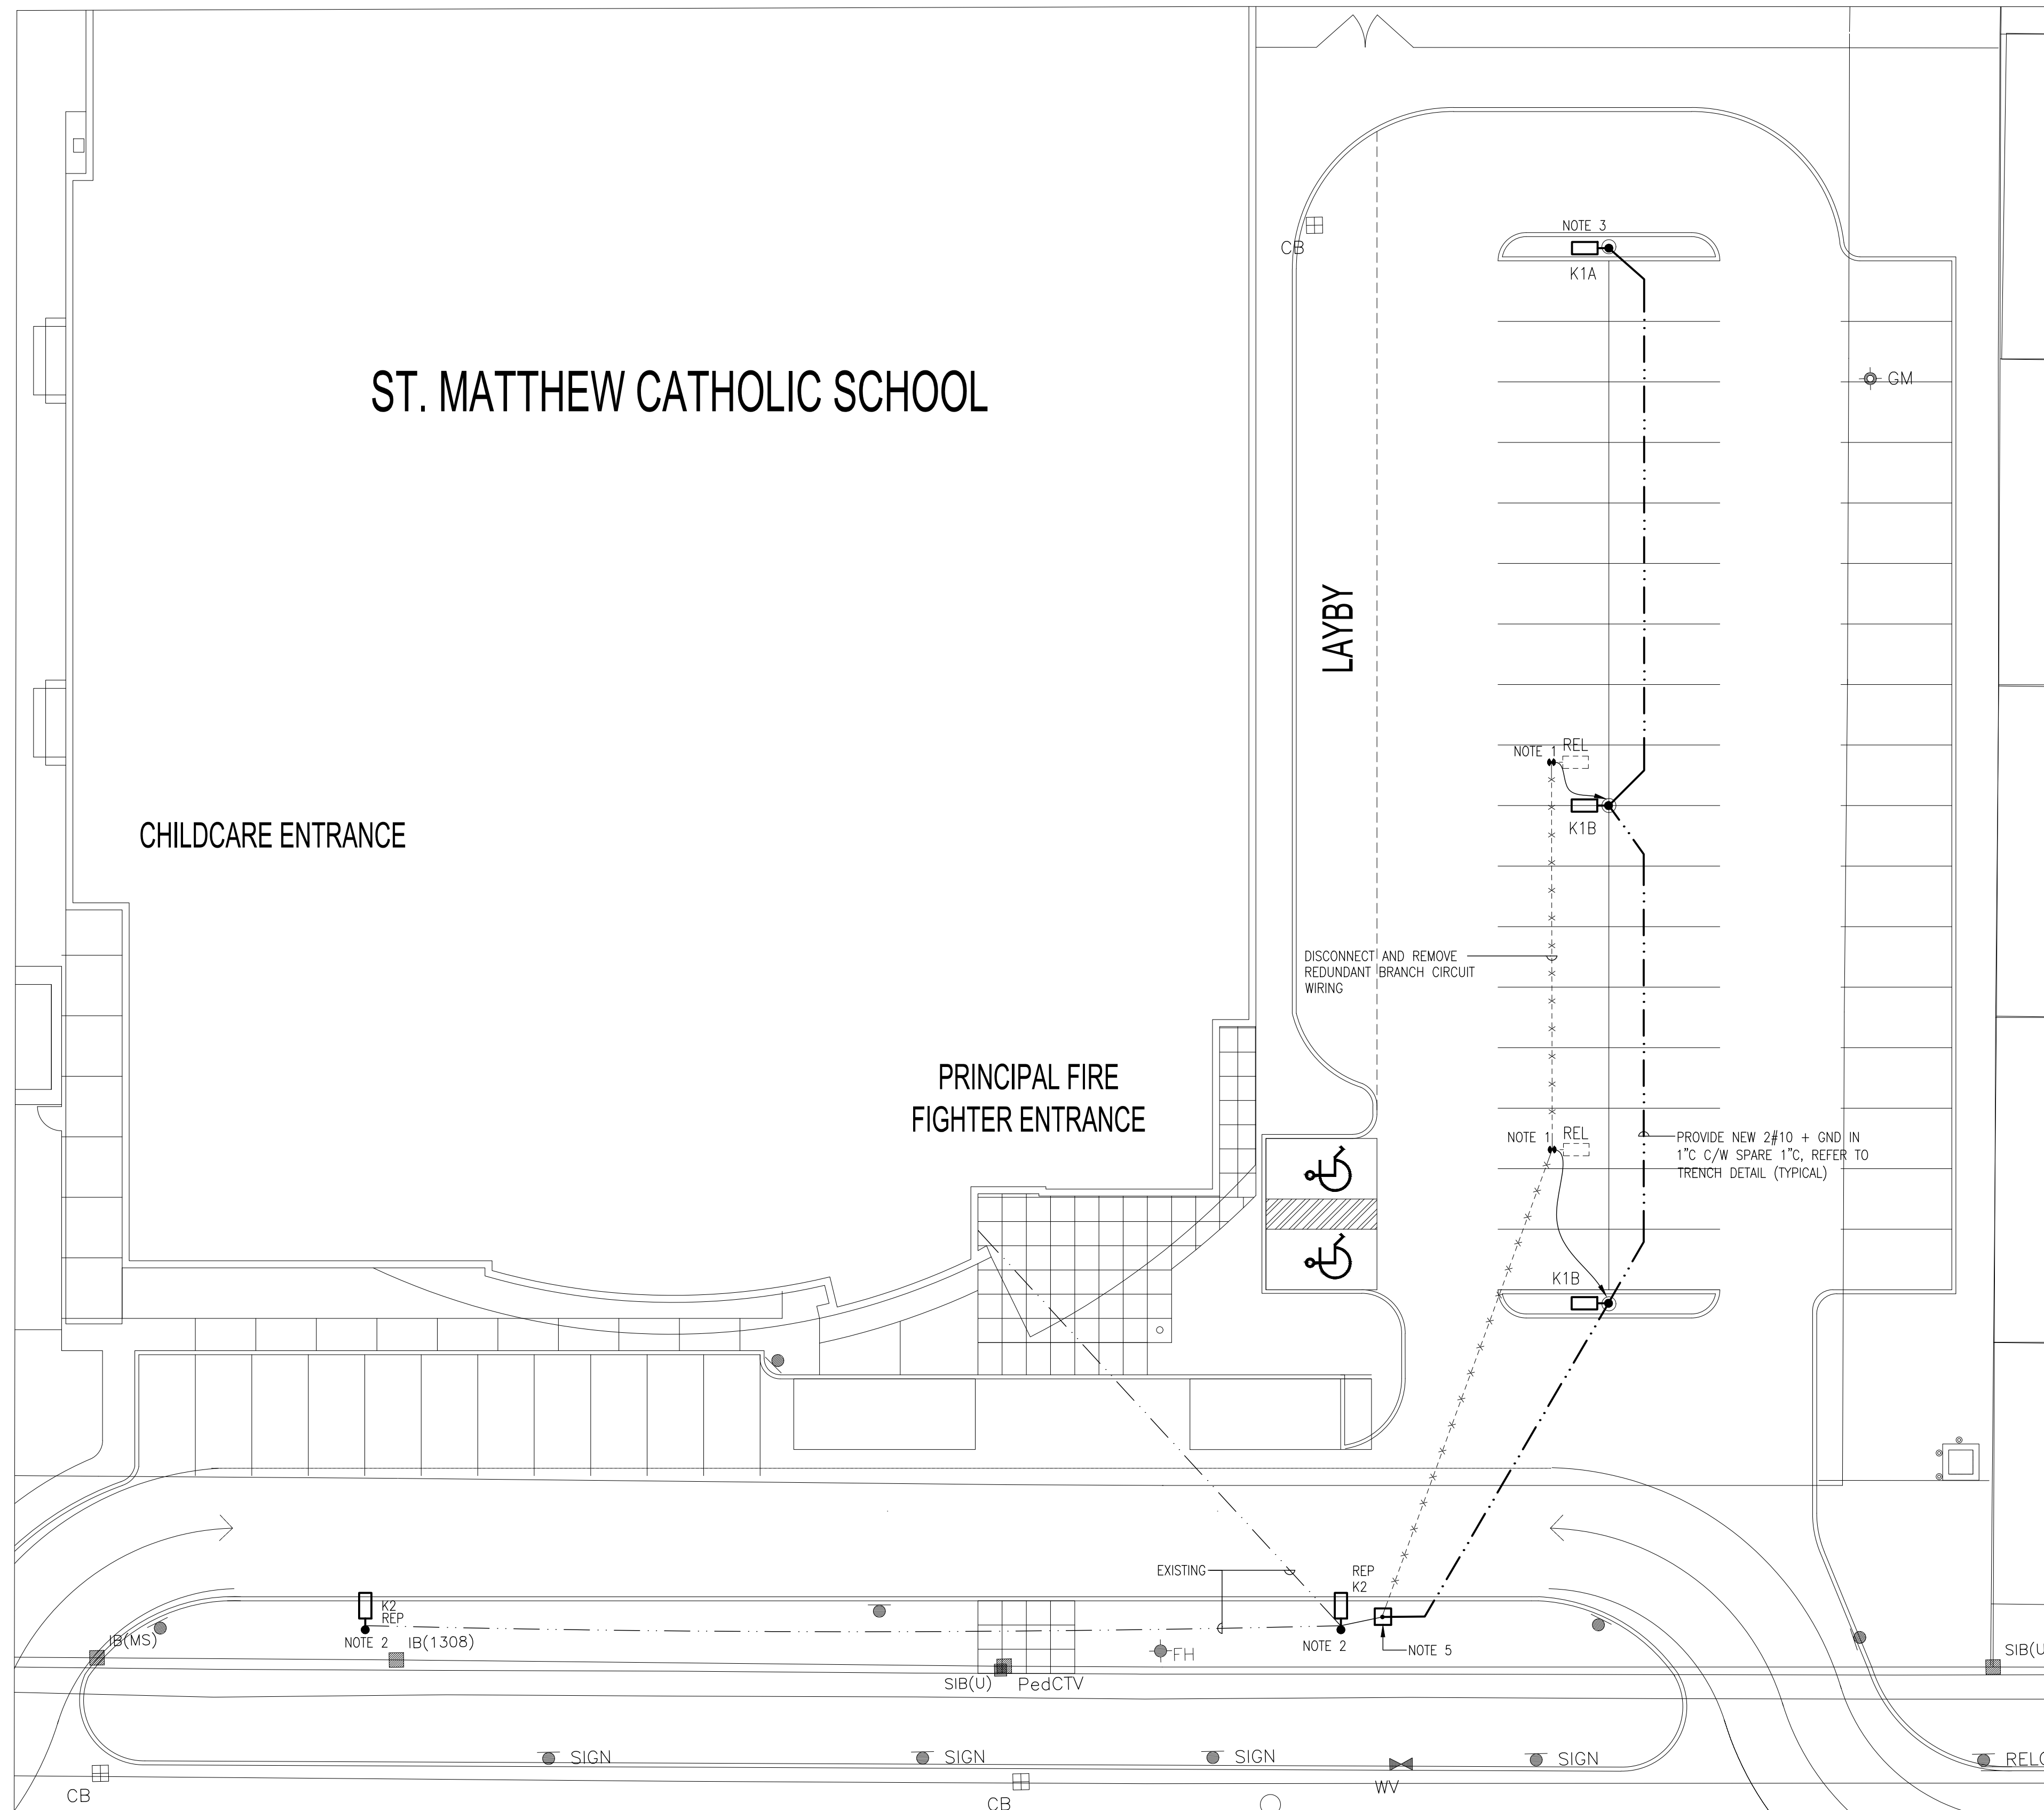 NOTE 3
CB
K1A
ST. MATTHEW CATHOLIC SCHOOL
GM
LAYBY
NOTE 1
REL
K1B
CHILDCARE ENTRANCE
DISCONNECT AND REMOVE
REDUNDANT BRANCH CIRCUIT
WIRING
PRINCIPAL FIRE
FIGHTER ENTRANCE
NOTE 1
REL
PROVIDE NEW 2#10 + GND IN
1"C C/W SPARE 1"C, REFER TO
TRENCH DETAIL (TYPICAL)
K1B
EXISTING
REP
K2
K2
REP
NOTE 2
IB(MS)
IB(1308)
NOTE 2
NOTE 5
FH
SIB(U)
PedCTV
SIB(U
SIGN
SIGN
SIGN
SIGN
RELO
WV
CB
CB